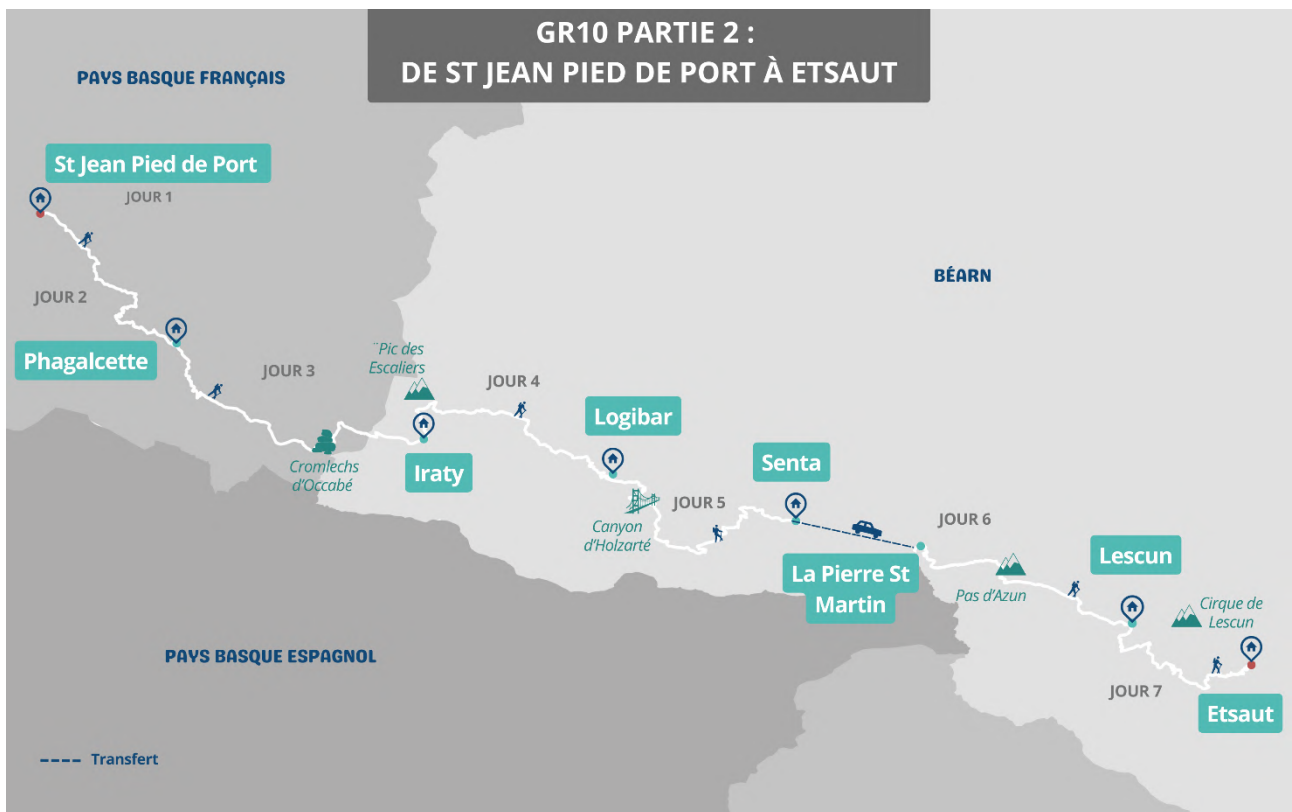 GR10 PARTIE 2 :
DE ST JEAN PIED DE PORT À ETSAUT
PAYS BASQUE FRANÇAIS
St Jean Pied de Port
JOUR 1
BÉARN
JOUR 2
Phagalcette
JOUR 3
¨Pic des
Escaliers
JOUR 4
Logibar
Cromlechs
d'Occabé
Iraty
Senta
JOUR 5
Canyon
d'Holzarté
JOUR 6
La Pierre St
Martin
Pas d'Azun
Lescun
Cirque de
Lescun
JOUR 7
Etsaut
PAYS BASQUE ESPAGNOL
---- Transfert